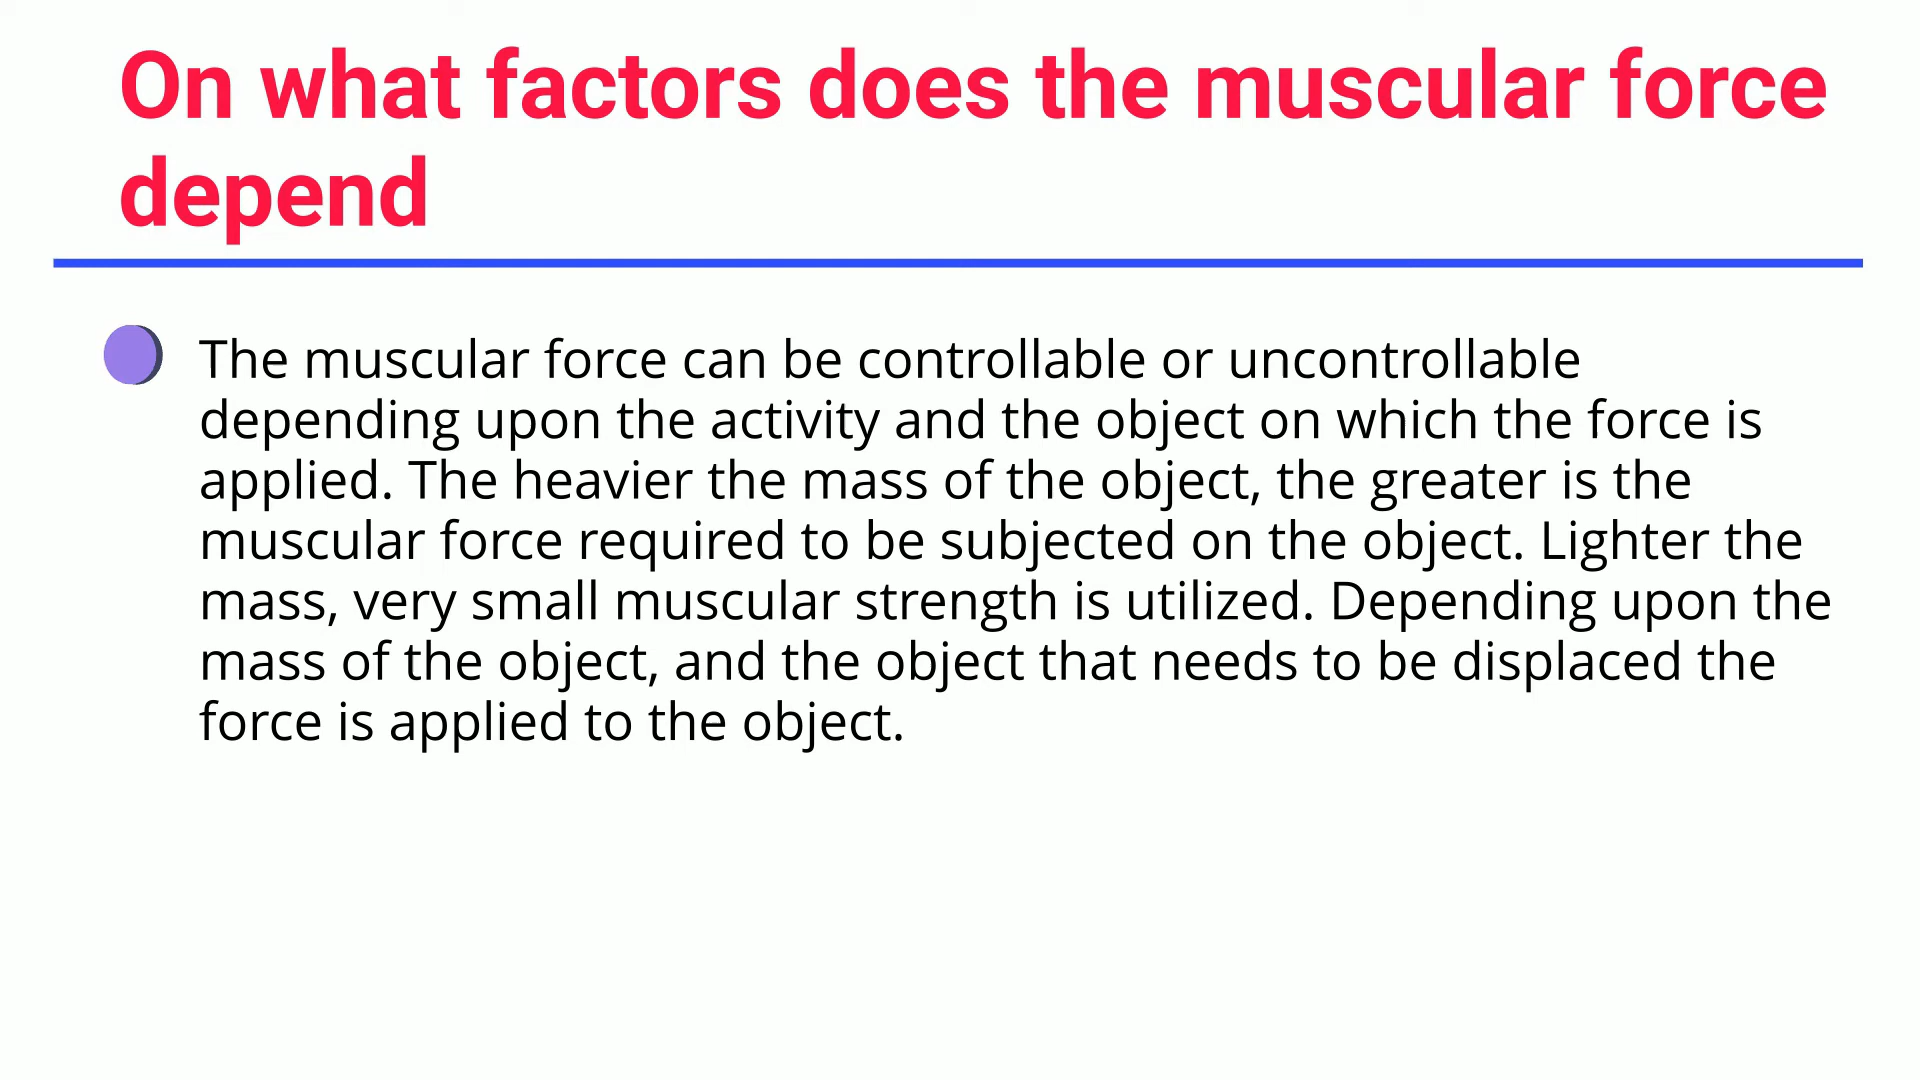 On what factors does the muscular force
depend
The muscular force can be controllable or uncontrollable
depending upon the activity and the object on which the force is
applied. The heavier the mass of the object, the greater is the
muscular force required to be subjected on the object. Lighter the
mass, very small muscular strength is utilized. Depending upon the
mass of the object, and the object that needs to be displaced the
force is applied to the object.